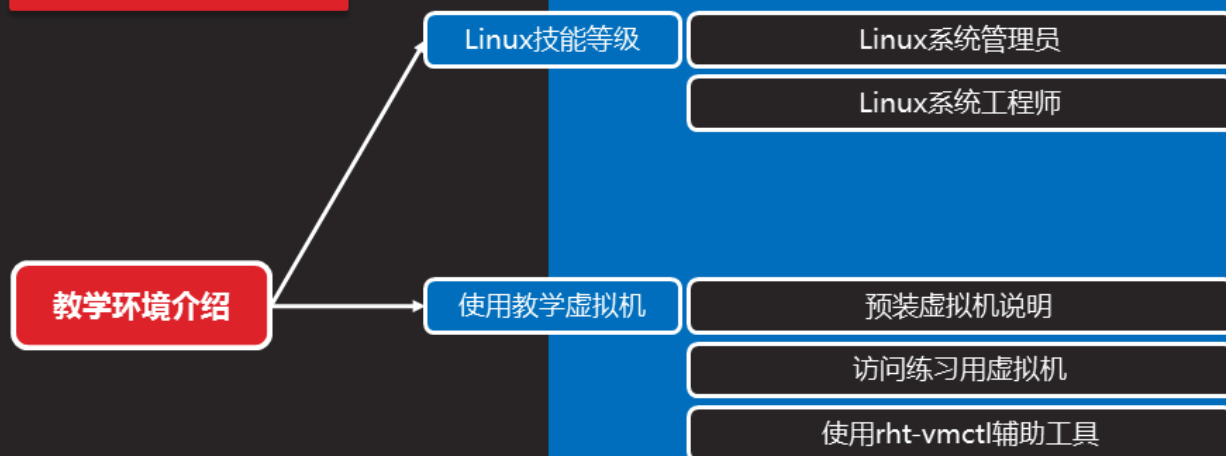 Linux技能等级
Linux系统管理员
Linux系统工程师
教学环境介绍
使用教学虚拟机
预装虚拟机说明
访问练习用虚拟机
使用rht-vmctl辅助工具